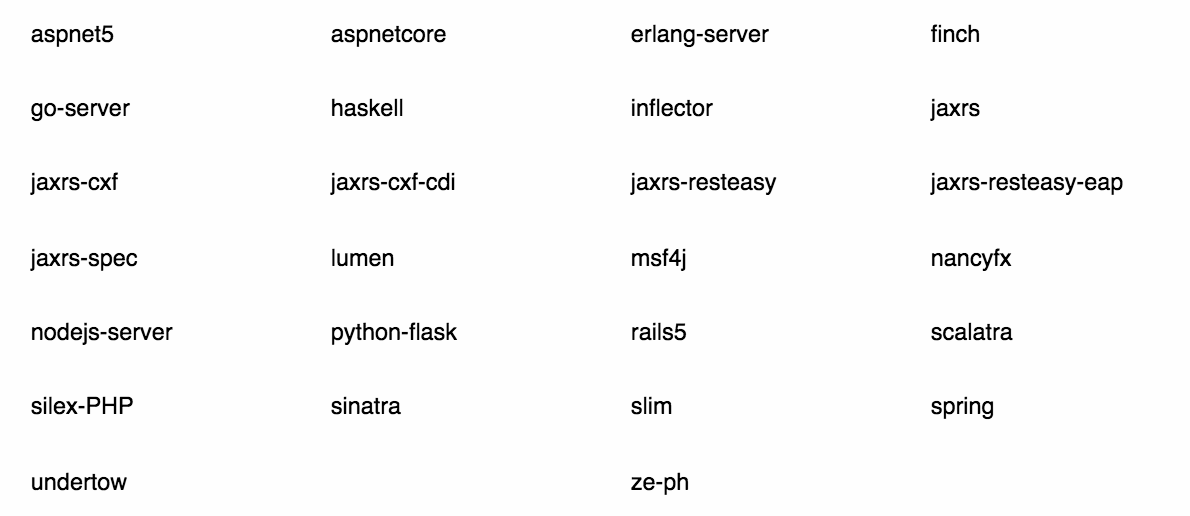 aspnet5 aspnetcore erlang-server finch
go-server haskell inflector jaxrs
jaxrs-cxf jaxrs-cxf-cdi jaxrs-resteasy jaxrs-resteasy-eap
jaxrs-spec lumen msf4j nancyfx
nodejs-server python-flask rails5 scalatra
silex-PHP sinatra slim spring
undertow ze-ph